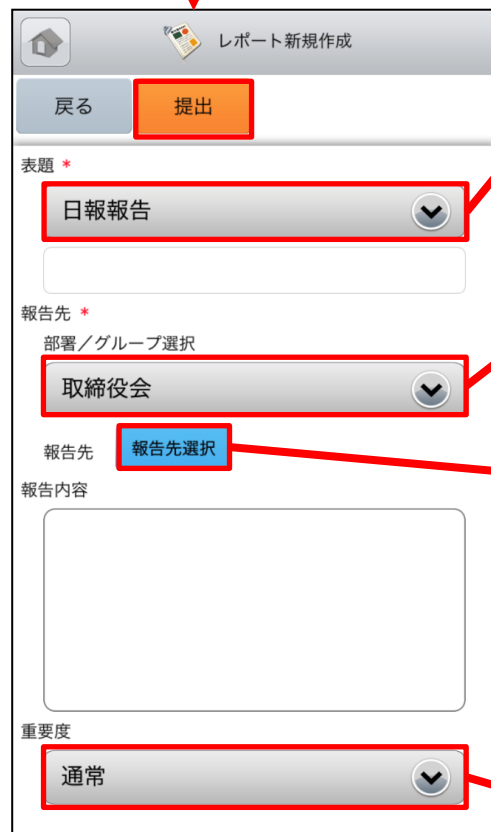 レポート新規作成
戻る 提出
表題 *
日報報告
報告先 *
部署／グループ選択
取締役会
報告先 報告先選択
報告内容
重要度
通常